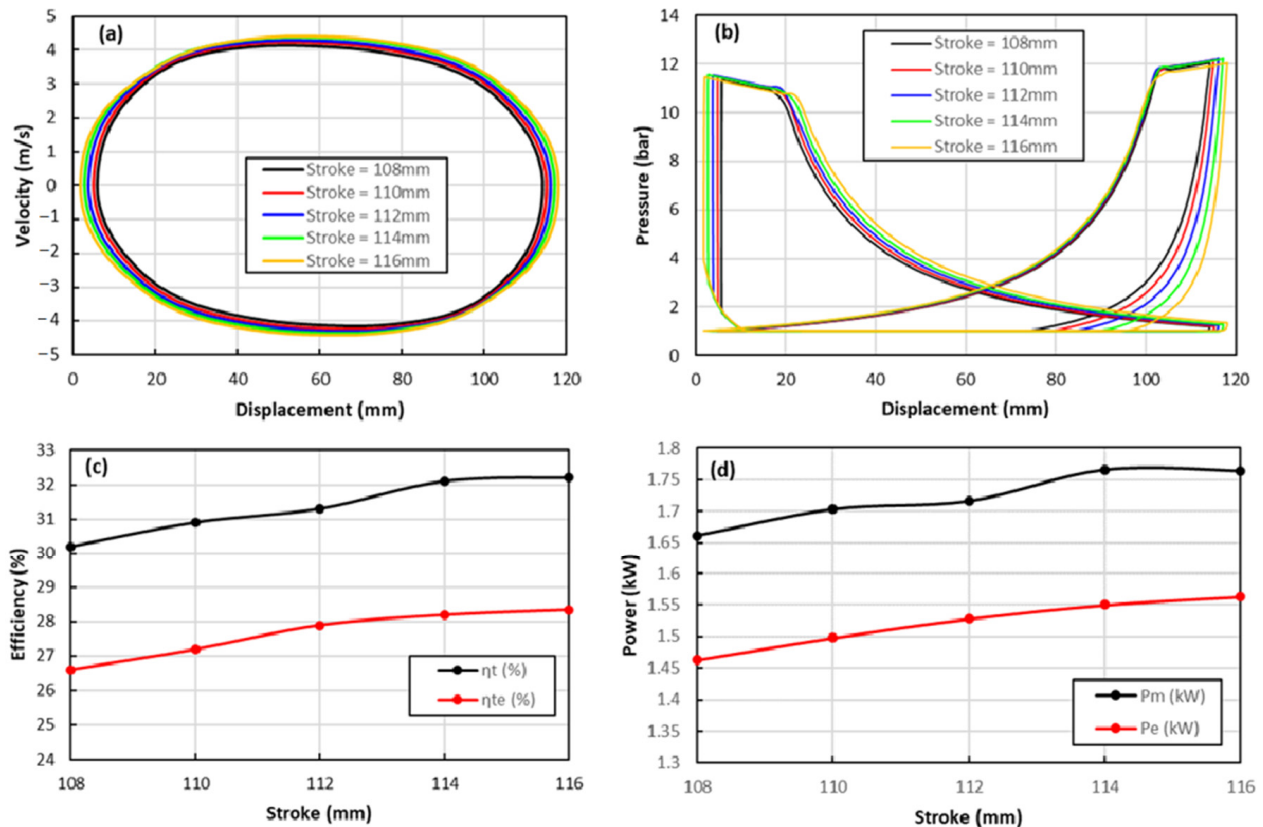 (a)
5
4
3
2
1
0
−1
−2
−3
−4
−5
Velocity (m/s)
Stroke = 108mm
Stroke = 110mm
Stroke = 112mm
Stroke = 114mm
Stroke = 116mm
0 20 40 60 80 100 120
Displacement (mm)
(b)
14
12
10
8
6
4
2
0
Pressure (bar)
Stroke = 108mm
Stroke = 110mm
Stroke = 112mm
Stroke = 114mm
Stroke = 116mm
0 20 40 60 80 100 120
Displacement (mm)
(c)
33
32
31
30
29
28
27
26
25
24
Efficiency (%)
ηt (%)
ηte (%)
108 110 112 114 116
Stroke (mm)
(d)
1.8
1.75
1.7
1.65
1.6
1.55
1.5
1.45
1.4
1.35
1.3
Power (kW)
Pm (kW)
Pe (kW)
108 110 112 114 116
Stroke (mm)